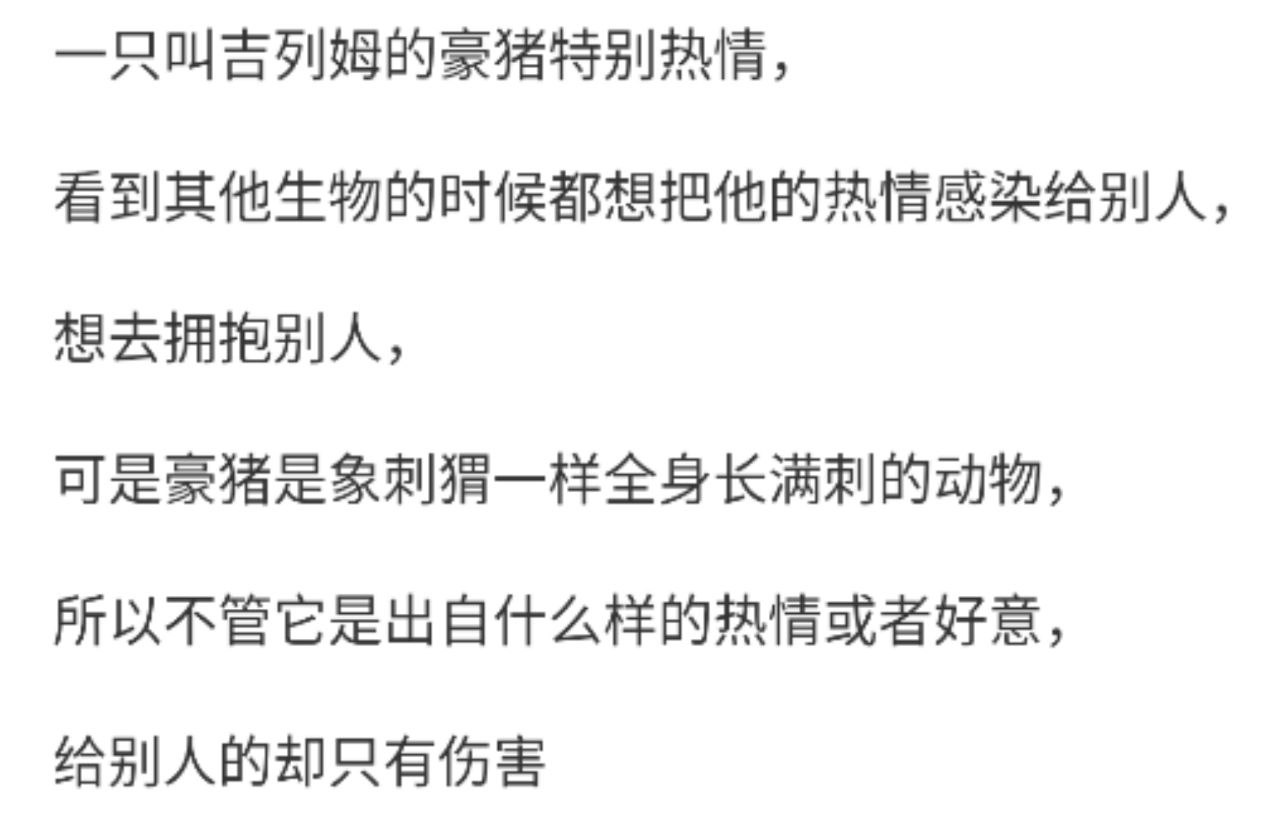 一只叫吉列姆的豪猪特别热情，
看到其他生物的时候都想把他的热情感染给别人，
想去拥抱别人，
可是豪猪是象刺猬一样全身长满刺的动物，
所以不管它是出自什么样的热情或者好意，
给别人的却只有伤害